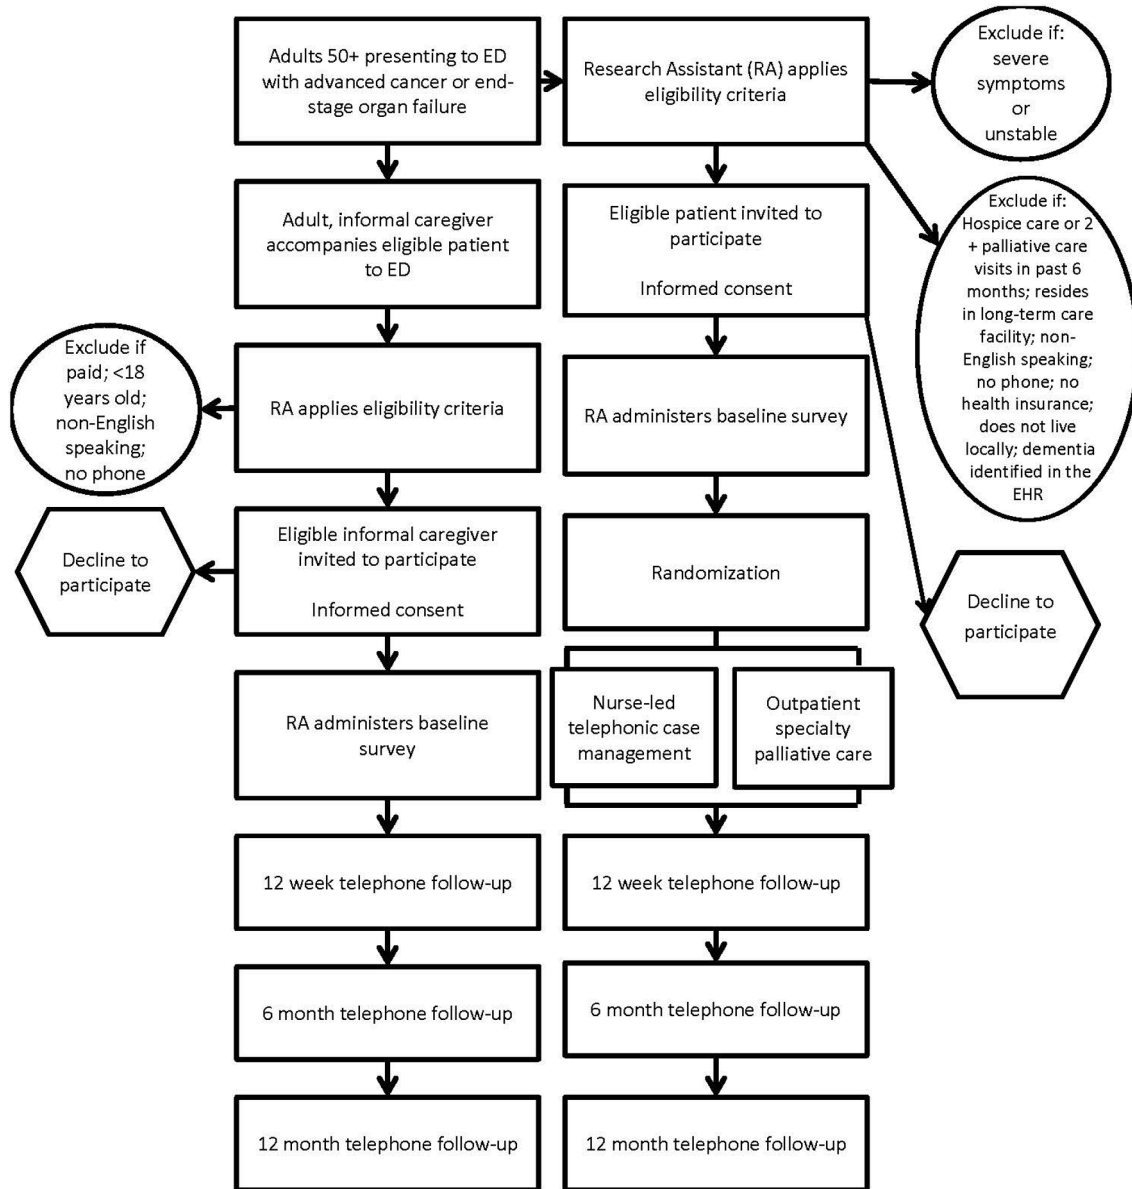 Adults 50+ presenting to ED
with advanced cancer or end-
stage organ failure
Research Assistant (RA) applies
eligibility criteria
Exclude if:
severe
symptoms
or
unstable
Adult, informal caregiver
accompanies eligible patient
to ED
Eligible patient invited to
participate
Informed consent
Exclude if:
Hospice care or 2
+ palliative care
visits in past 6
months; resides
in long-term care
facility; non-
English speaking;
no phone; no
health insurance;
does not live
locally; dementia
identified in the
EHR
Exclude if
paid; <18
years old;
non-English
speaking;
no phone
RA applies eligibility criteria
RA administers baseline survey
Decline to
participate
Eligible informal caregiver
invited to participate
Informed consent
Randomization
Decline to
participate
RA administers baseline
survey
Nurse-led
telephonic case
management
Outpatient
specialty
palliative care
12 week telephone follow-up
12 week telephone follow-up
6 month telephone follow-up
6 month telephone follow-up
12 month telephone follow-up
12 month telephone follow-up